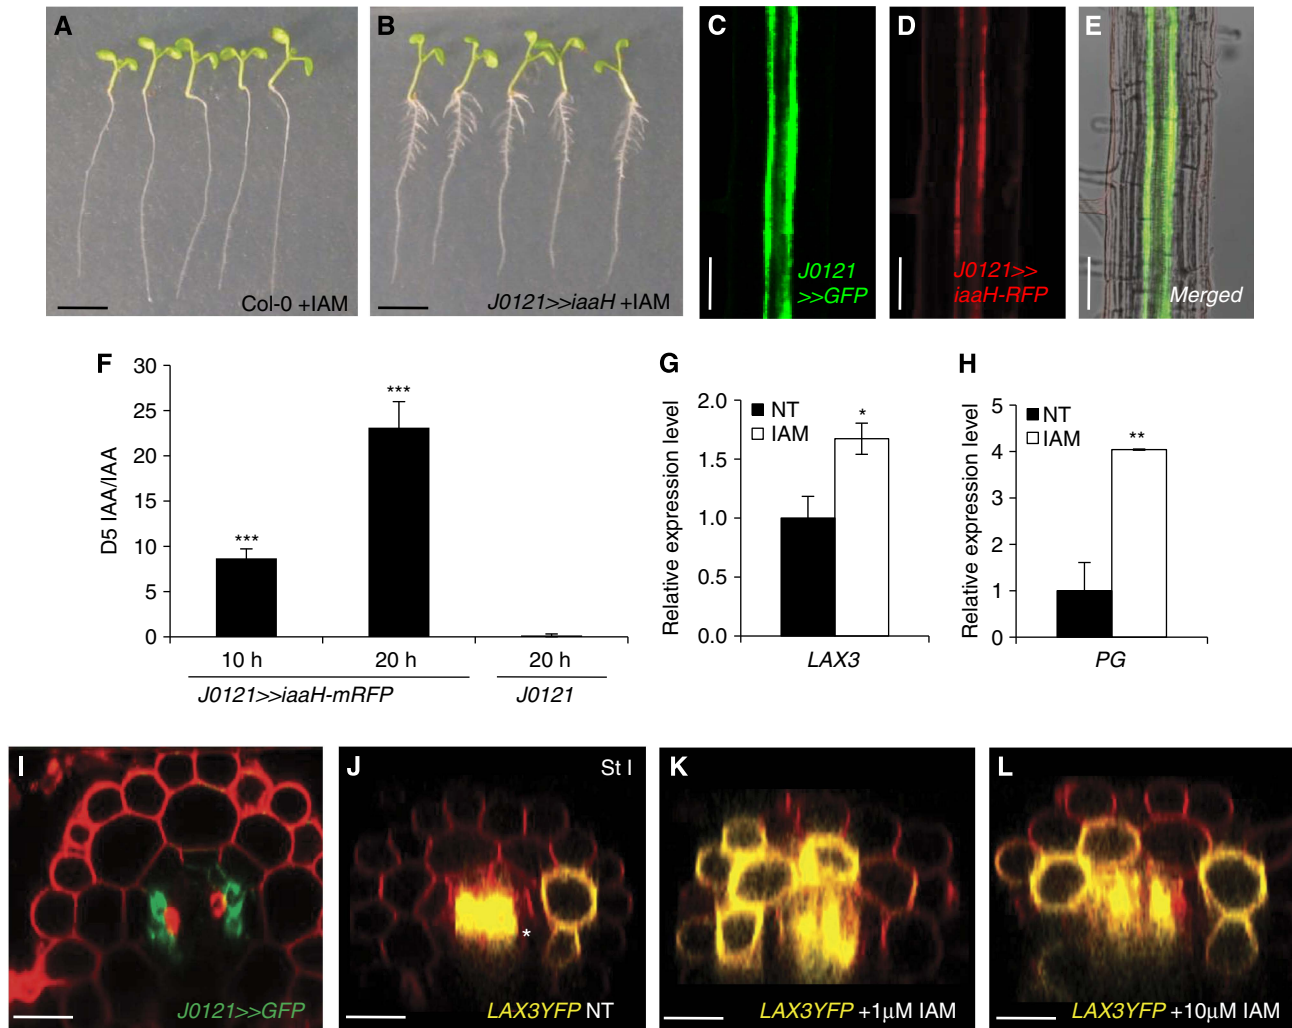 A
Col-0 +IAM
B
J0121>>iaaH +IAM
C
J0121
>>GFP
D
J0121>>
iaaH-RFP
E
Merged
F
D5 IAA/IAA
30
25
20
15
10
5
0
***
***
10 h
20 h
20 h
J0121>>iaaH-mRFP
J0121
G
Relative expression level
2.0
1.5
1.0
0.5
0.0
NT
IAM
*
LAX3
H
Relative expression level
5
4
3
2
1
0
NT
IAM
**
PG
I
J0121>>GFP
J
St I
*
LAX3YFP NT
K
LAX3YFP +1μM IAM
L
LAX3YFP +10μM IAM